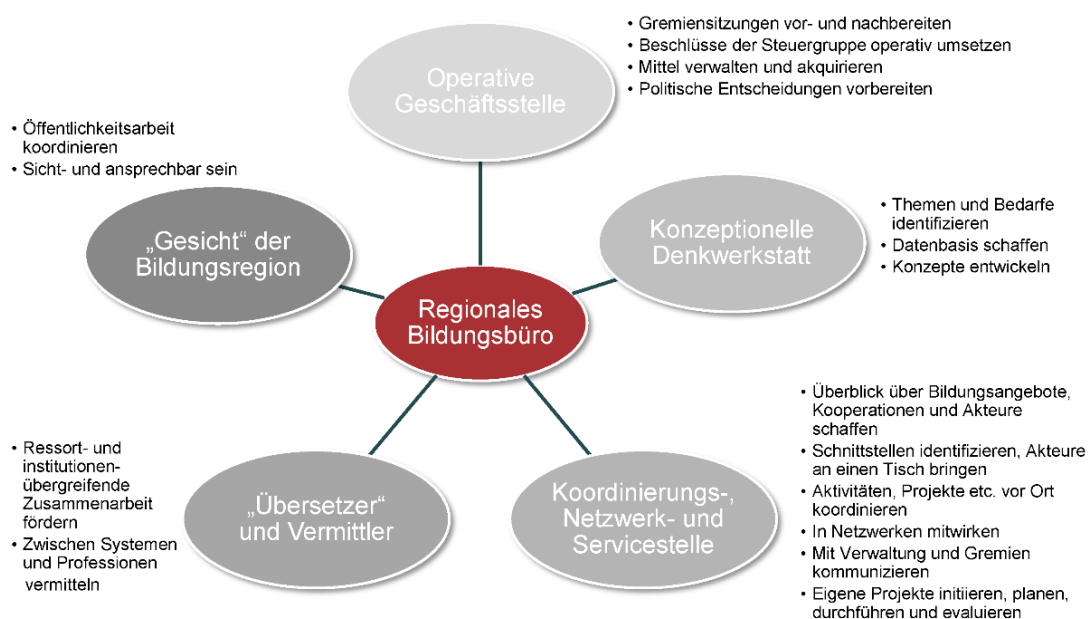 Operative
Geschäftsstelle
• Gremiensitzungen vor- und nachbereiten
• Beschlüsse der Steuergruppe operativ umsetzen
• Mittel verwalten und akquirieren
• Politische Entscheidungen vorbereiten
• Öffentlichkeitsarbeit
koordinieren
• Sicht- und ansprechbar sein
„Gesicht“ der
Bildungsregion
Konzeptionelle
Denkwerkstatt
• Themen und Bedarfe
identifizieren
• Datenbasis schaffen
• Konzepte entwickeln
Regionales
Bildungsbüro
• Ressort- und
institutionen-
übergreifende
Zusammenarbeit
fördern
• Zwischen Systemen
und Professionen
vermitteln
„Übersetzer“
und Vermittler
Koordinierungs-,
Netzwerk- und
Servicestelle
• Überblick über Bildungsangebote,
Kooperationen und Akteure
schaffen
• Schnittstellen identifizieren, Akteure
an einen Tisch bringen
• Aktivitäten, Projekte etc. vor Ort
koordinieren
• In Netzwerken mitwirken
• Mit Verwaltung und Gremien
kommunizieren
• Eigene Projekte initiieren, planen,
durchführen und evaluieren